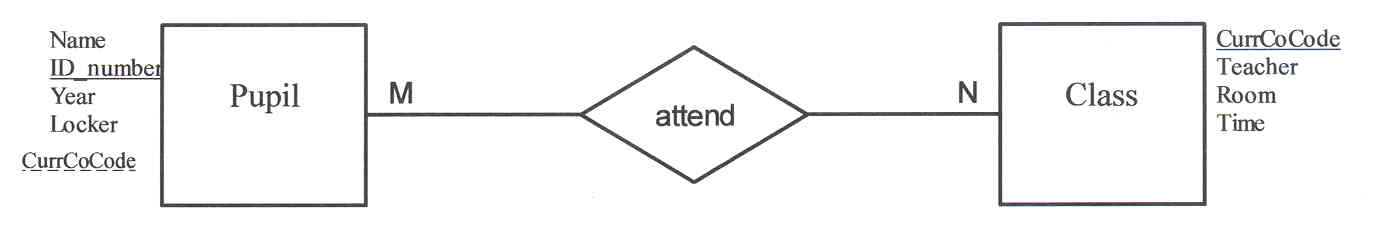 Name
ID_number
Year
Locker
CurrCoCode
Pupil
M
attend
N
Class
CurrCoCode
Teacher
Room
Time